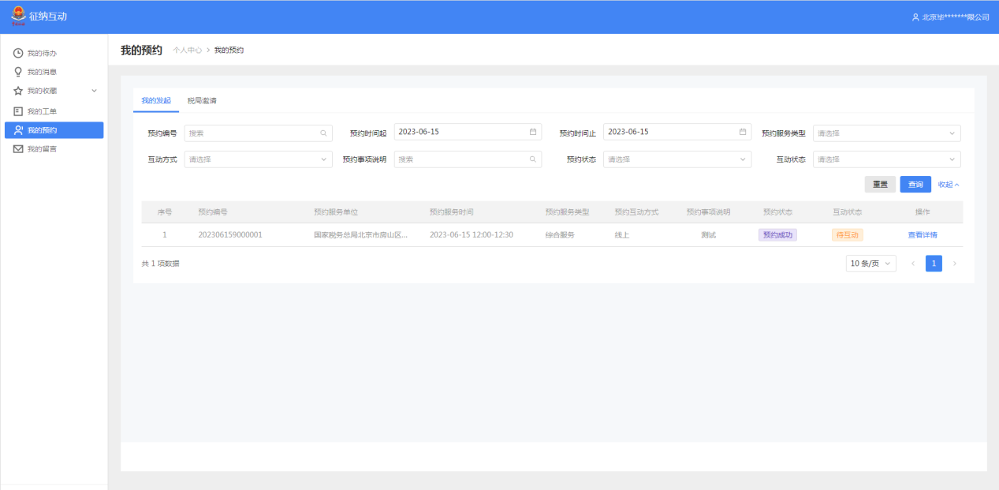 征纳互动
北京毕*******限公司
我的待办
我的消息
我的收藏
我的工单
我的预约
我的留言
我的预约 个人中心 > 我的预约
我的发起 税局邀请
预约编号 搜索 预约时间起 2023-06-15 预约时间止 2023-06-15 预约服务类型 请选择
互动方式 请选择 预约事项说明 搜索 预约状态 请选择 互动状态 请选择
重置 查询 收起
序号 预约编号 预约服务单位 预约服务时间 预约服务类型 预约互动方式 预约事项说明 预约状态 互动状态 操作
1 202306159000001 国家税务总局北京市房山区... 2023-06-15 12:00-12:30 综合服务 线上 测试 预约成功 待互动 查看详情
共 1 项数据
10 条/页 < 1 >